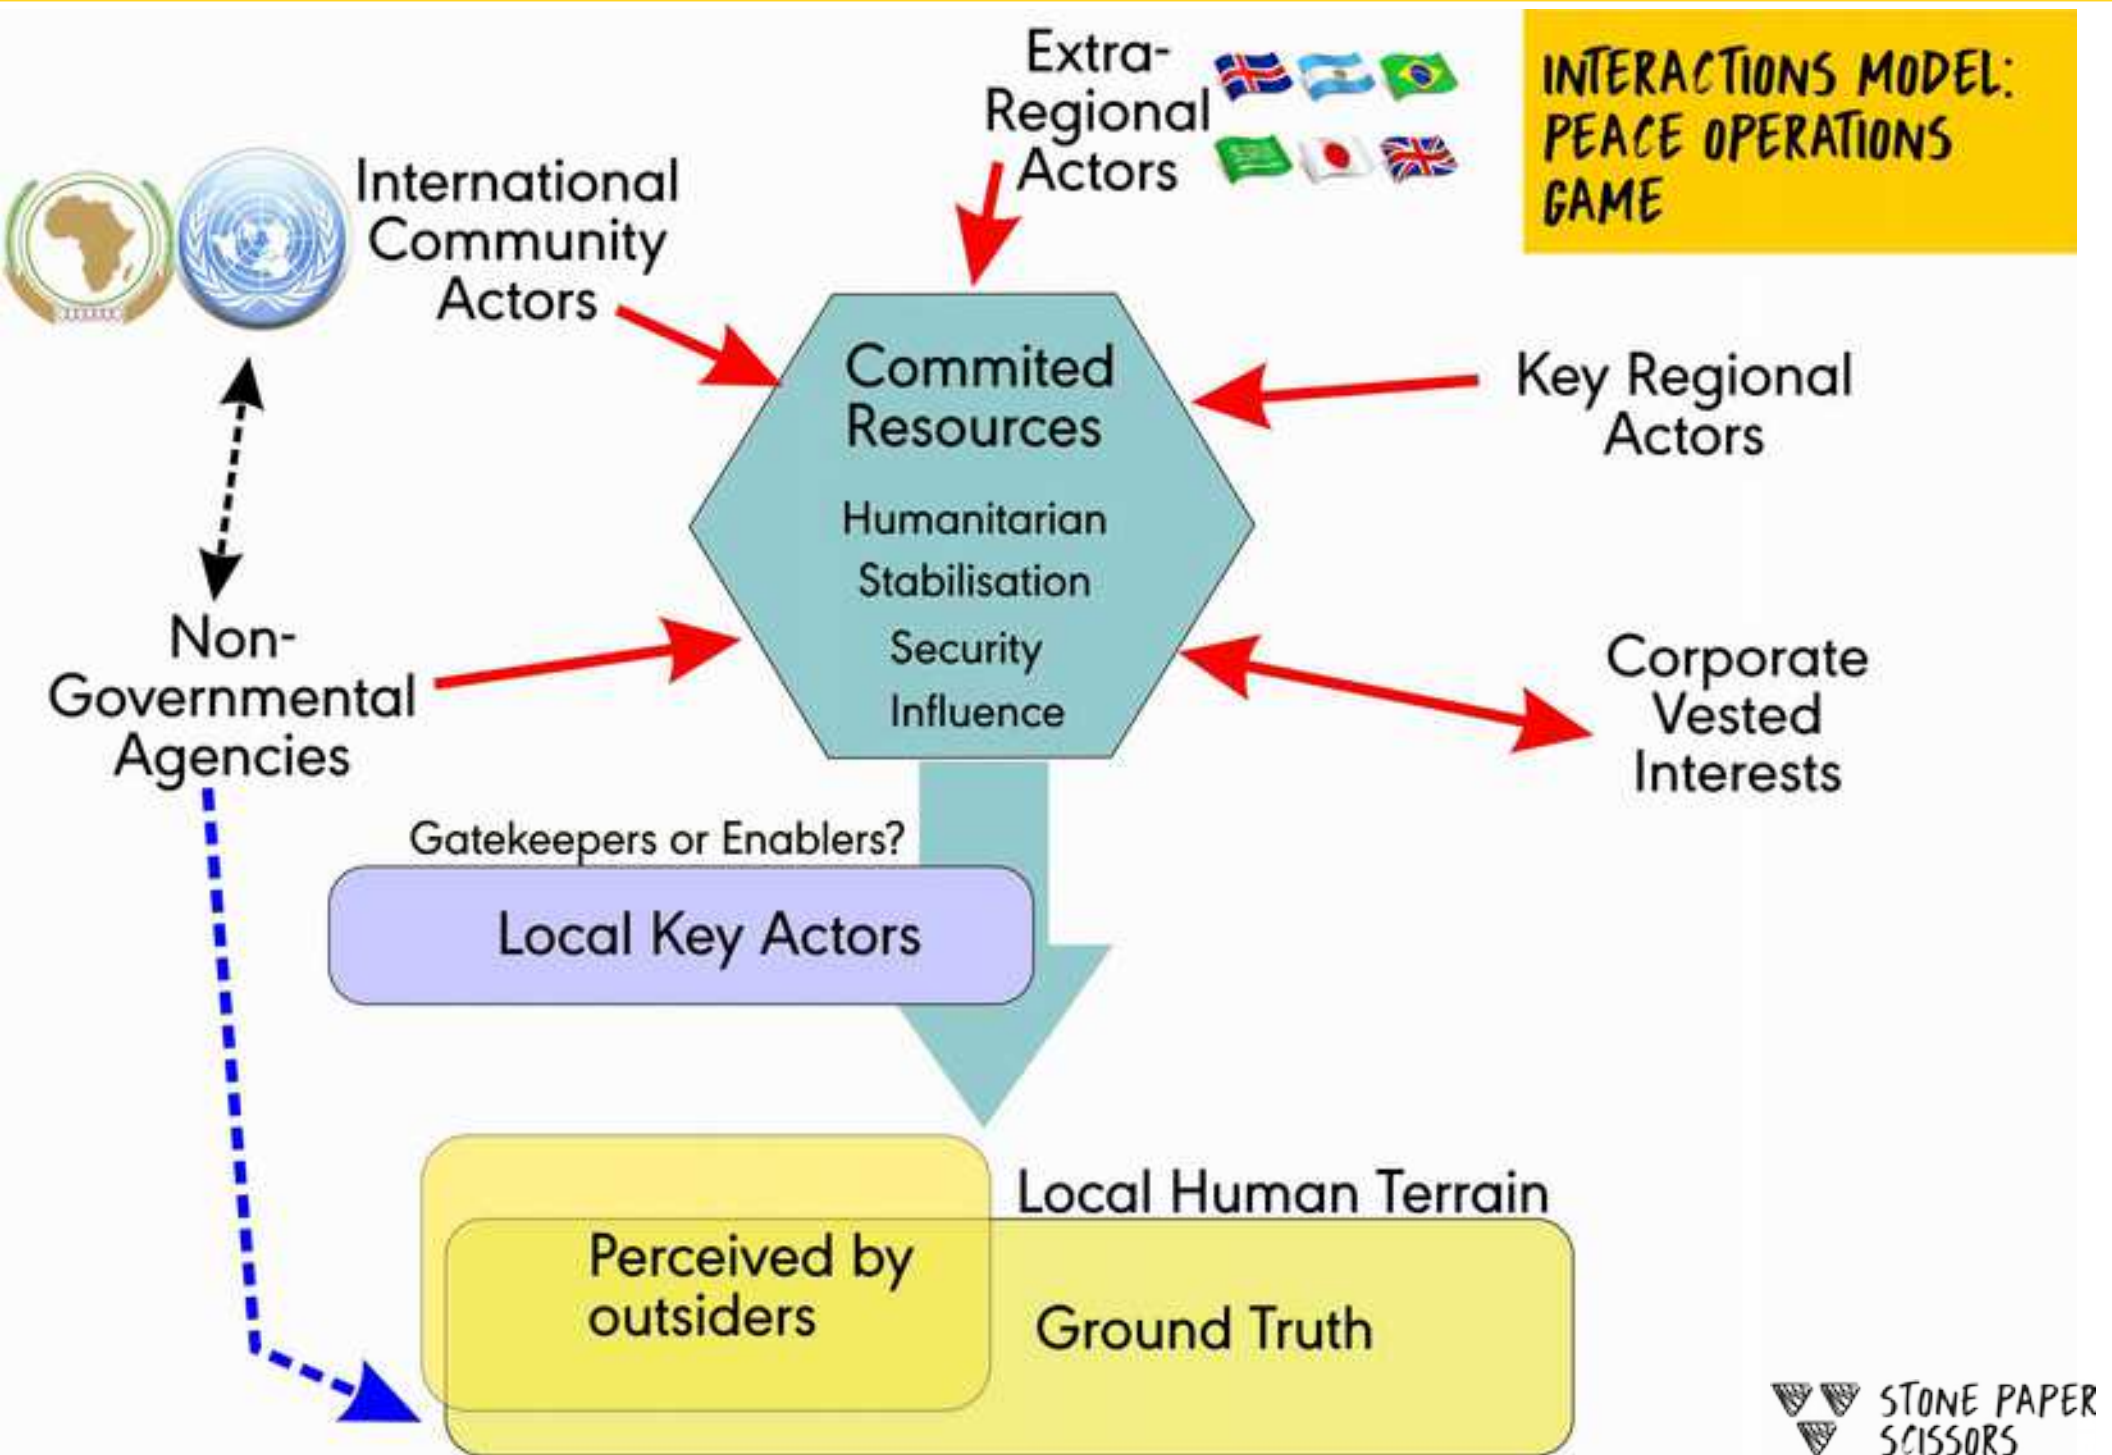 INTERACTIONS MODEL:
PEACE OPERATIONS
GAME
Extra-
Regional
Actors
International
Community
Actors
Commited
Resources
Humanitarian
Stabilisation
Security
Influence
Key Regional
Actors
Non-
Governmental
Agencies
Corporate
Vested
Interests
Gatekeepers or Enablers?
Local Key Actors
Local Human Terrain
Perceived by
outsiders
Ground Truth
STONE PAPER
SCISSORS